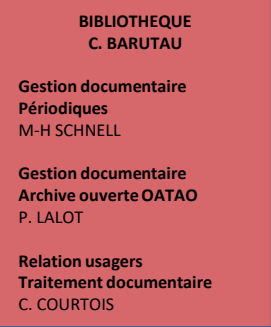 BIBLIOTHEQUE
C. BARUTAU
Gestion documentaire
Périodiques
M-H SCHNELL
Gestion documentaire
Archive ouverte OATAO
P. LALOT
Relation usagers
Traitement documentaire
C. COURTOIS